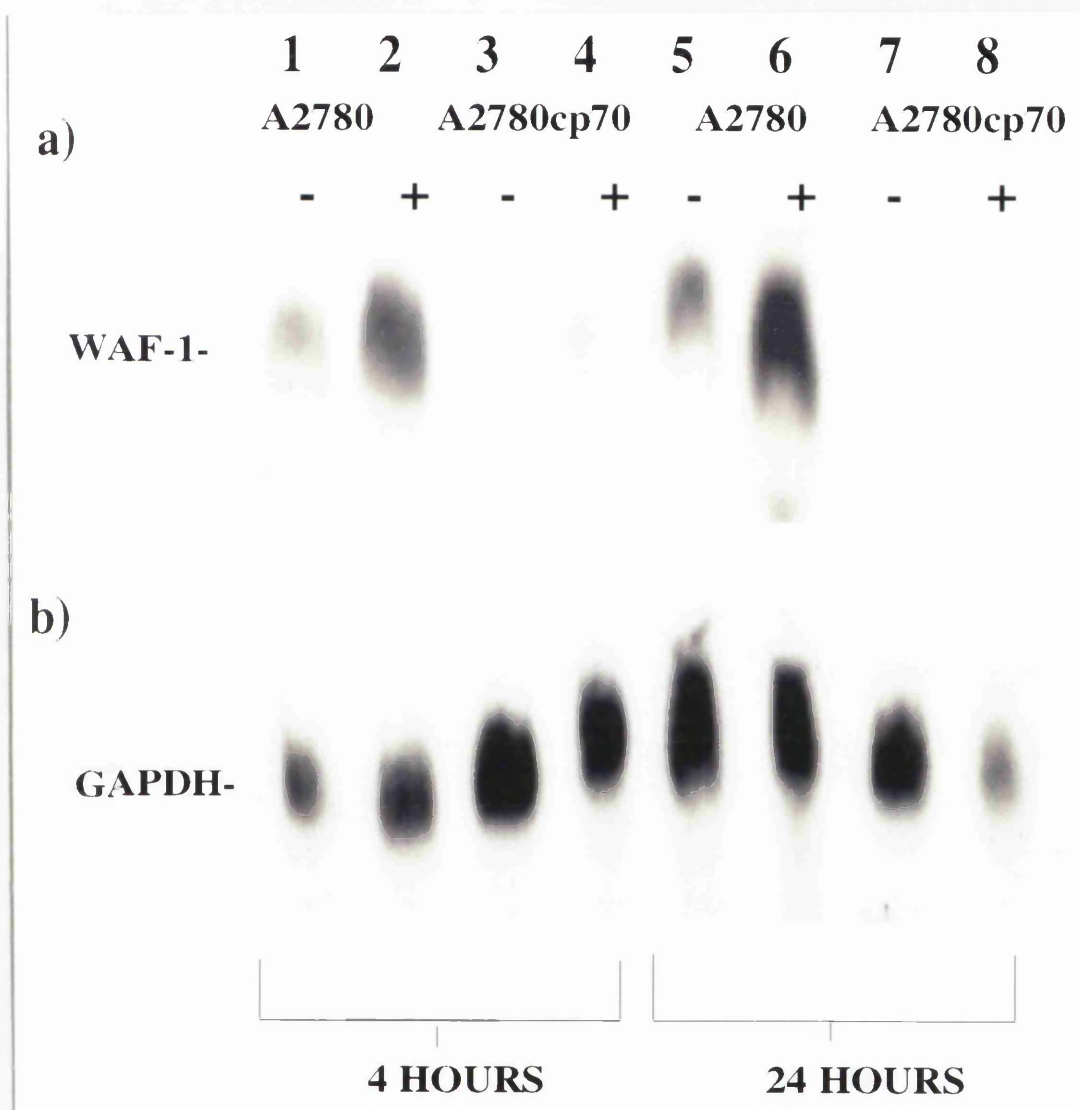 1 2 3 4 5 6 7 8
A2780 A2780cp70 A2780 A2780cp70
a)
- + - + - + - +
WAF-1-
b)
GAPDH-
4 HOURS 24 HOURS